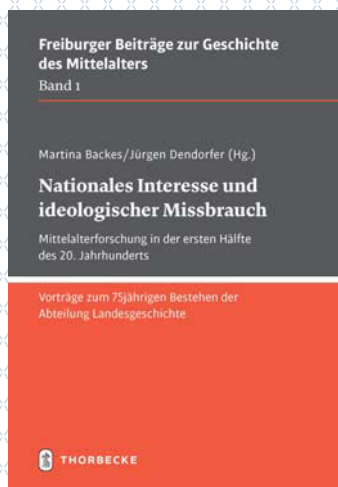 Freiburger Beiträge zur Geschichte
des Mittelalters
Band 1
Martina Backes/Jürgen Dendorfer (Hg.)
Nationales Interesse und
ideologischer Missbrauch
Mittelalterforschung in der ersten Hälfte
des 20. Jahrhunderts
Vorträge zum 75jährigen Bestehen der
Abteilung Landesgeschichte
THORBECKE